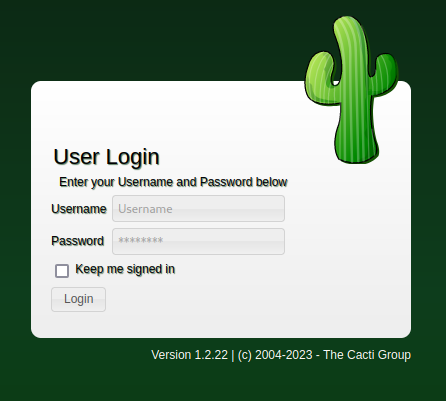 User Login
Enter your Username and Password below
Username Username
Password ********
Keep me signed in
Login
Version 1.2.22 | (c) 2004-2023 - The Cacti Group